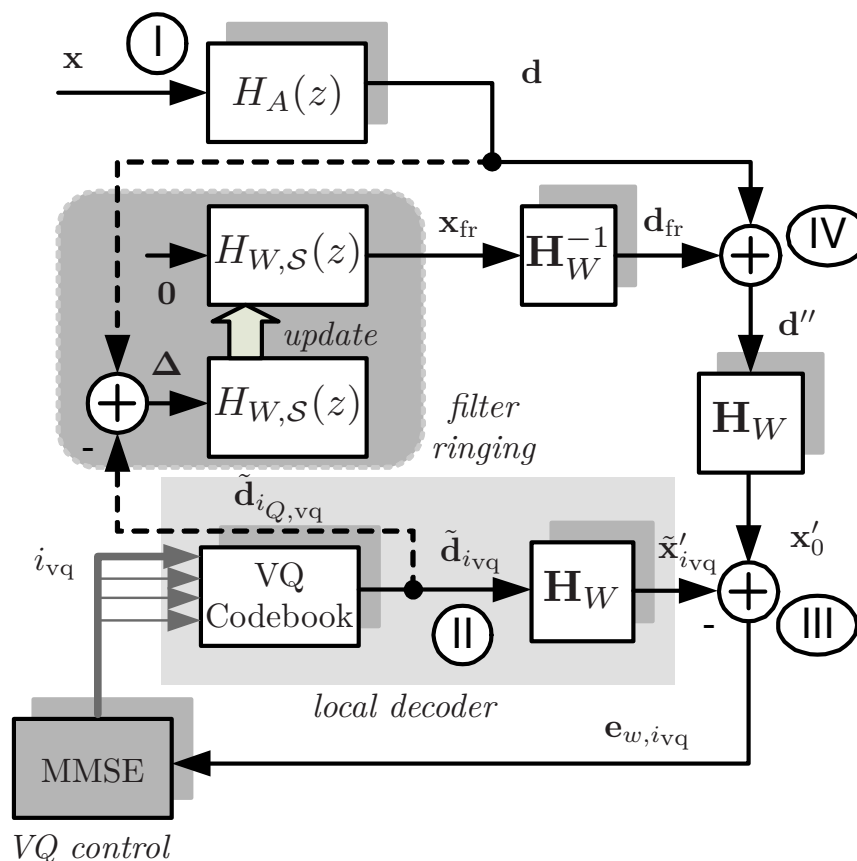 x
I
H_A(z)
d
H_{W,S}(z)
x_fr
H_W^{-1}
d_fr
+
IV
0
update
d′′
Δ
+
-
H_{W,S}(z)
filter
ringing
H_W
d̃_{i_{Q,vq}}
i_vq
VQ
Codebook
d̃_{i_vq}
II
H_W
x̃′_{i_vq}
x′_0
+
-
III
local decoder
e_{w,i_vq}
MMSE
VQ control